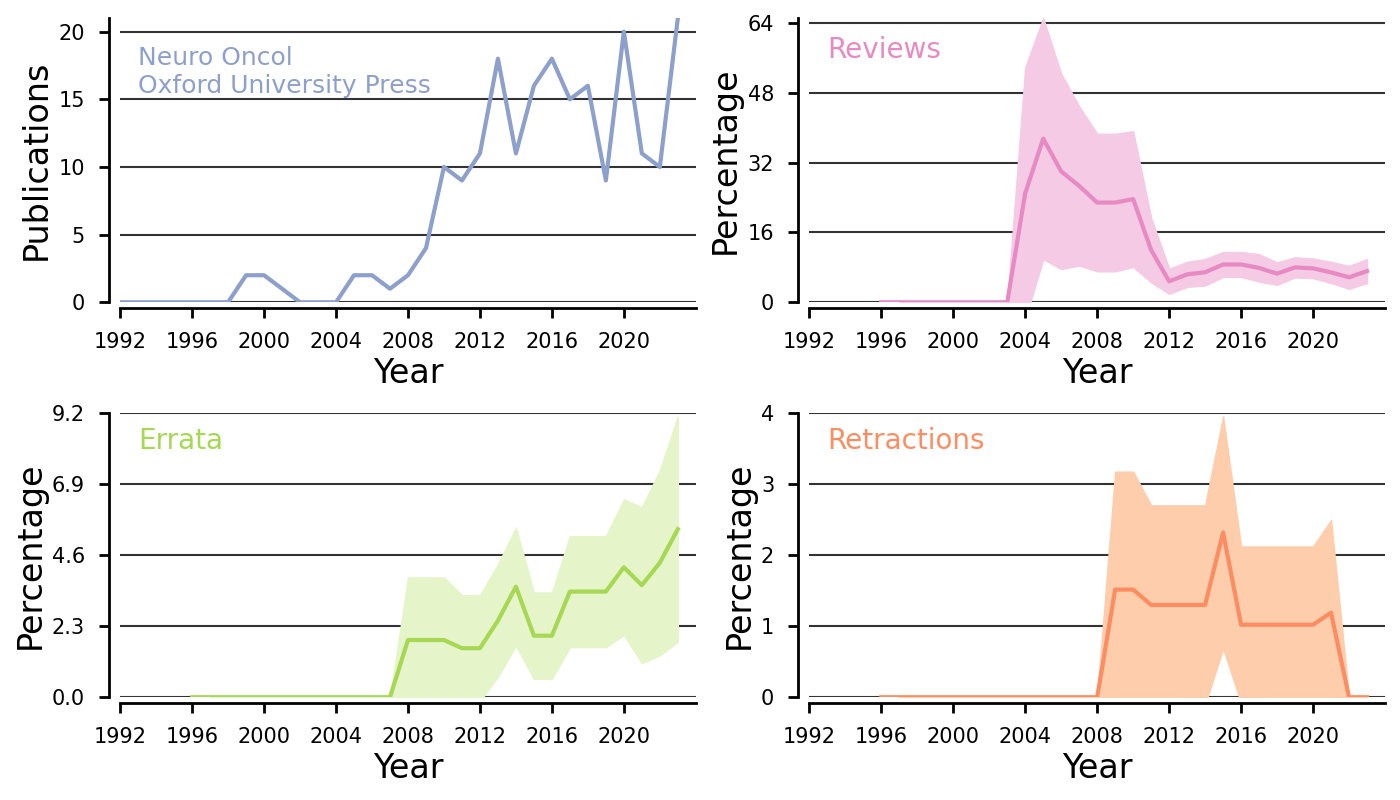 Publications
20
15
10
5
0
Neuro Oncol
Oxford University Press
1992 1996 2000 2004 2008 2012 2016 2020
Year
Percentage
64
48
32
16
0
Reviews
1992 1996 2000 2004 2008 2012 2016 2020
Year
Percentage
9.2
6.9
4.6
2.3
0.0
Errata
1992 1996 2000 2004 2008 2012 2016 2020
Year
Percentage
4
3
2
1
0
Retractions
1992 1996 2000 2004 2008 2012 2016 2020
Year